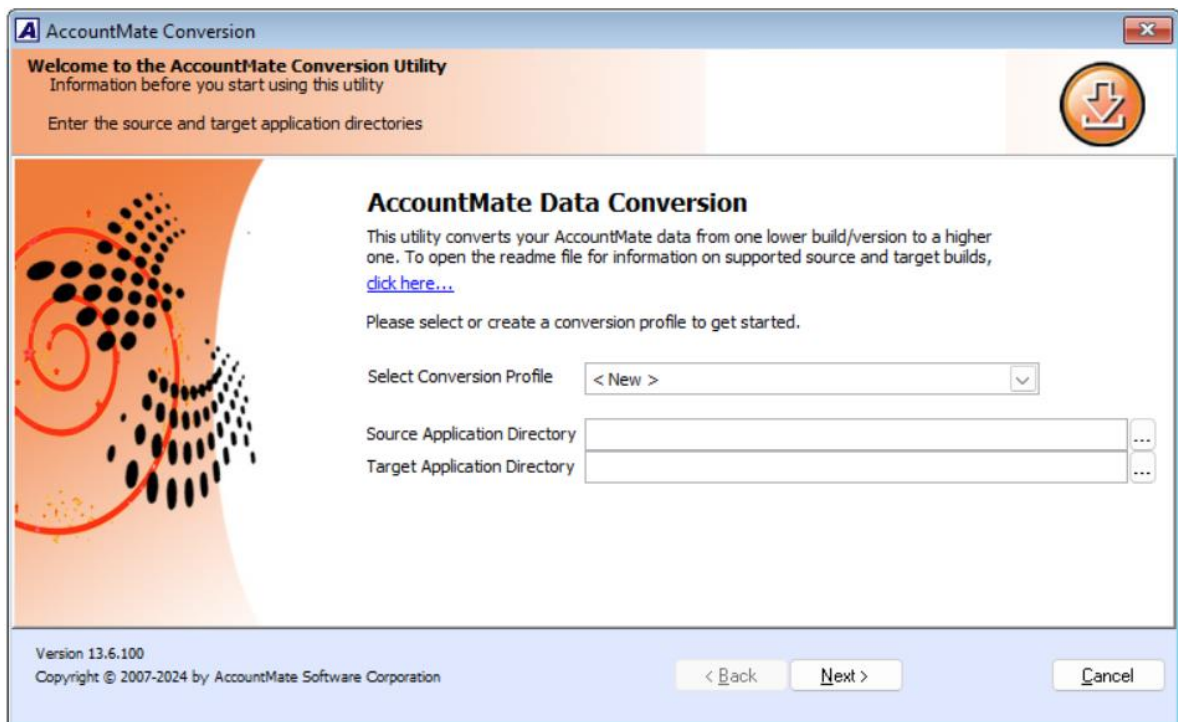 AccountMate Conversion
Welcome to the AccountMate Conversion Utility
Information before you start using this utility
Enter the source and target application directories
AccountMate Data Conversion
This utility converts your AccountMate data from one lower build/version to a higher
one. To open the readme file for information on supported source and target builds,
click here...
Please select or create a conversion profile to get started.
Select Conversion Profile < New >
Source Application Directory ...
Target Application Directory ...
Version 13.6.100
Copyright © 2007-2024 by AccountMate Software Corporation
< Back Next > Cancel